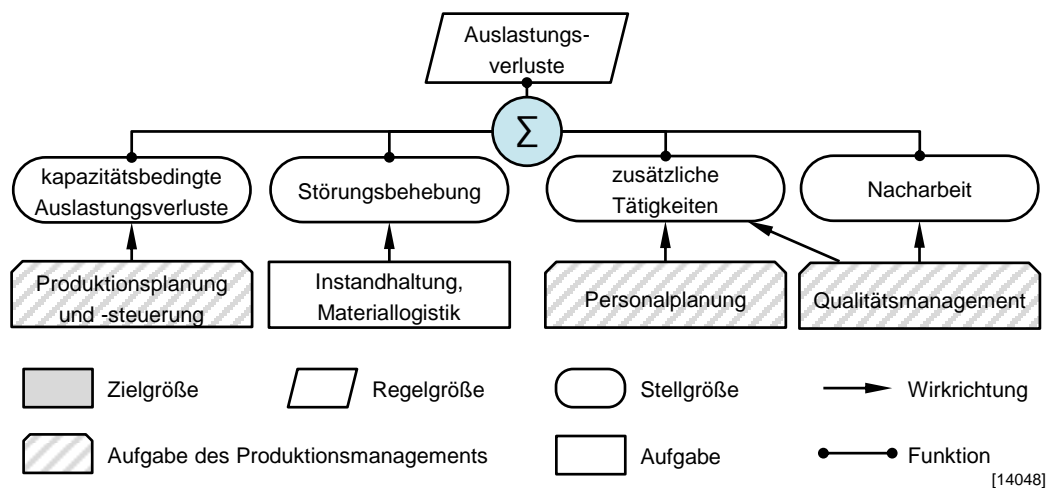 Auslastungs-
verluste
Σ
kapazitätsbedingte
Auslastungsverluste
Störungsbehebung
zusätzliche
Tätigkeiten
Nacharbeit
Produktionsplanung
und -steuerung
Instandhaltung,
Materiallogistik
Personalplanung
Qualitätsmanagement
Zielgröße
Regelgröße
Stellgröße
Wirkrichtung
Aufgabe des Produktionsmanagements
Aufgabe
Funktion
[14048]